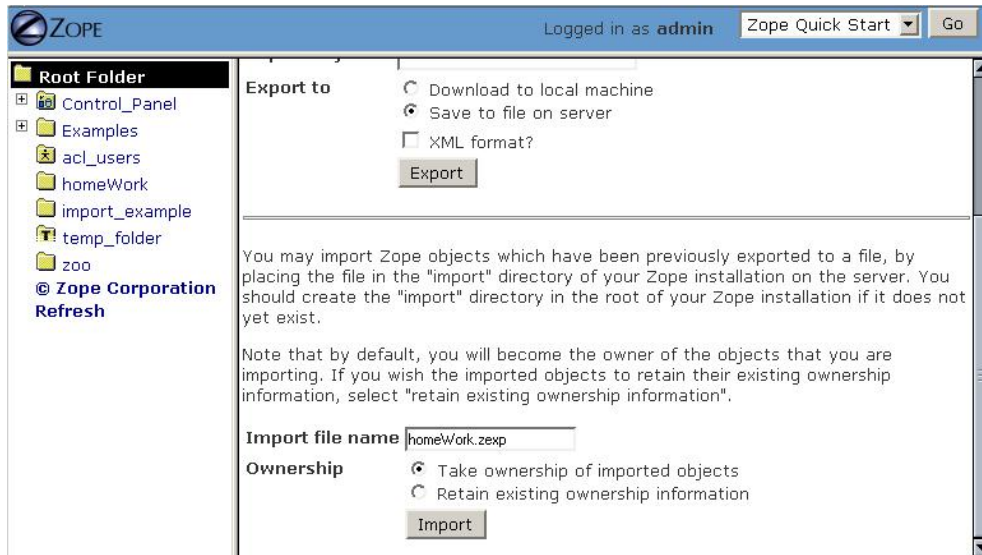 ZOPE
Logged in as admin
Zope Quick Start
Go
Root Folder
Control_Panel
Examples
acl_users
homeWork
import_example
temp_folder
zoo
© Zope Corporation
Refresh
Export to
Download to local machine
Save to file on server
XML format?
Export
You may import Zope objects which have been previously exported to a file, by
placing the file in the "import" directory of your Zope installation on the server. You
should create the "import" directory in the root of your Zope installation if it does not
yet exist.
Note that by default, you will become the owner of the objects that you are
importing. If you wish the imported objects to retain their existing ownership
information, select "retain existing ownership information".
Import file name homeWork.zexp
Ownership
Take ownership of imported objects
Retain existing ownership information
Import